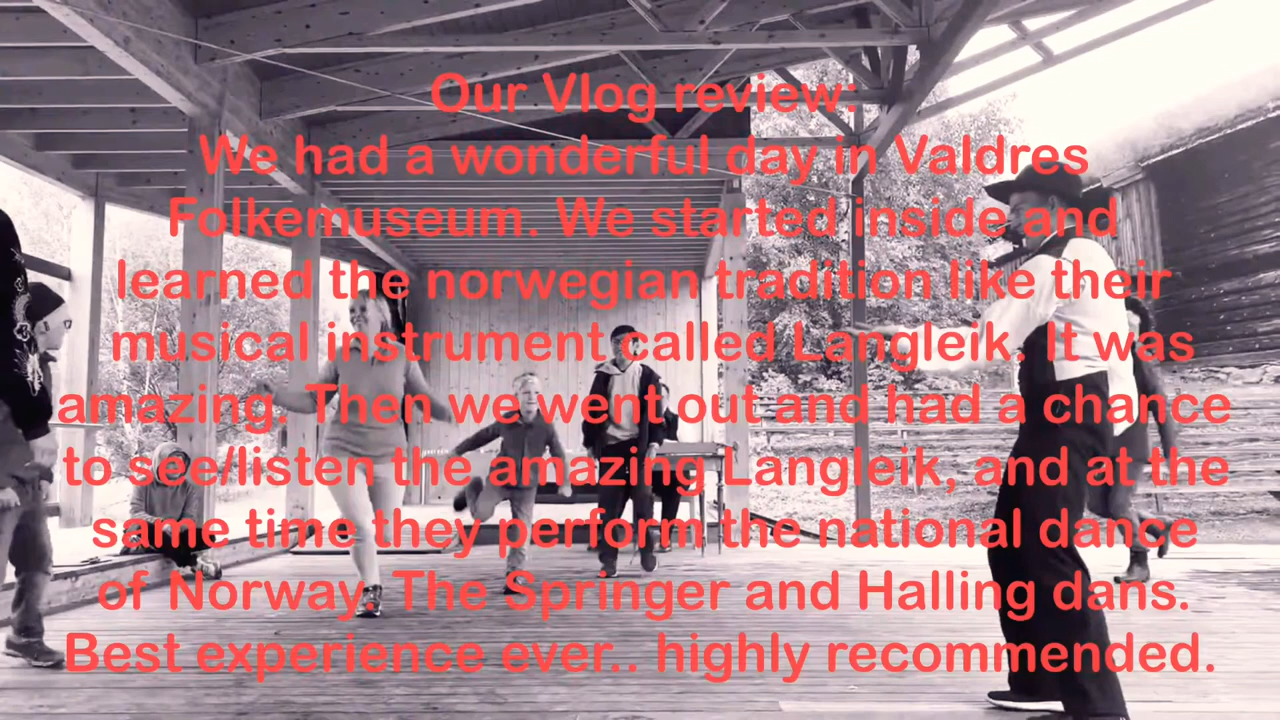 Our Vlog review:
We had a wonderful day in Valdres
Folkemuseum. We started inside and
learned the norwegian tradition like their
musical instrument called Langleik. It was
amazing. Then we went out and had a chance
to see/listen the amazing Langleik, and at the
same time they perform the national dance
of Norway. The Springer and Halling dans.
Best experience ever.. highly recommended.